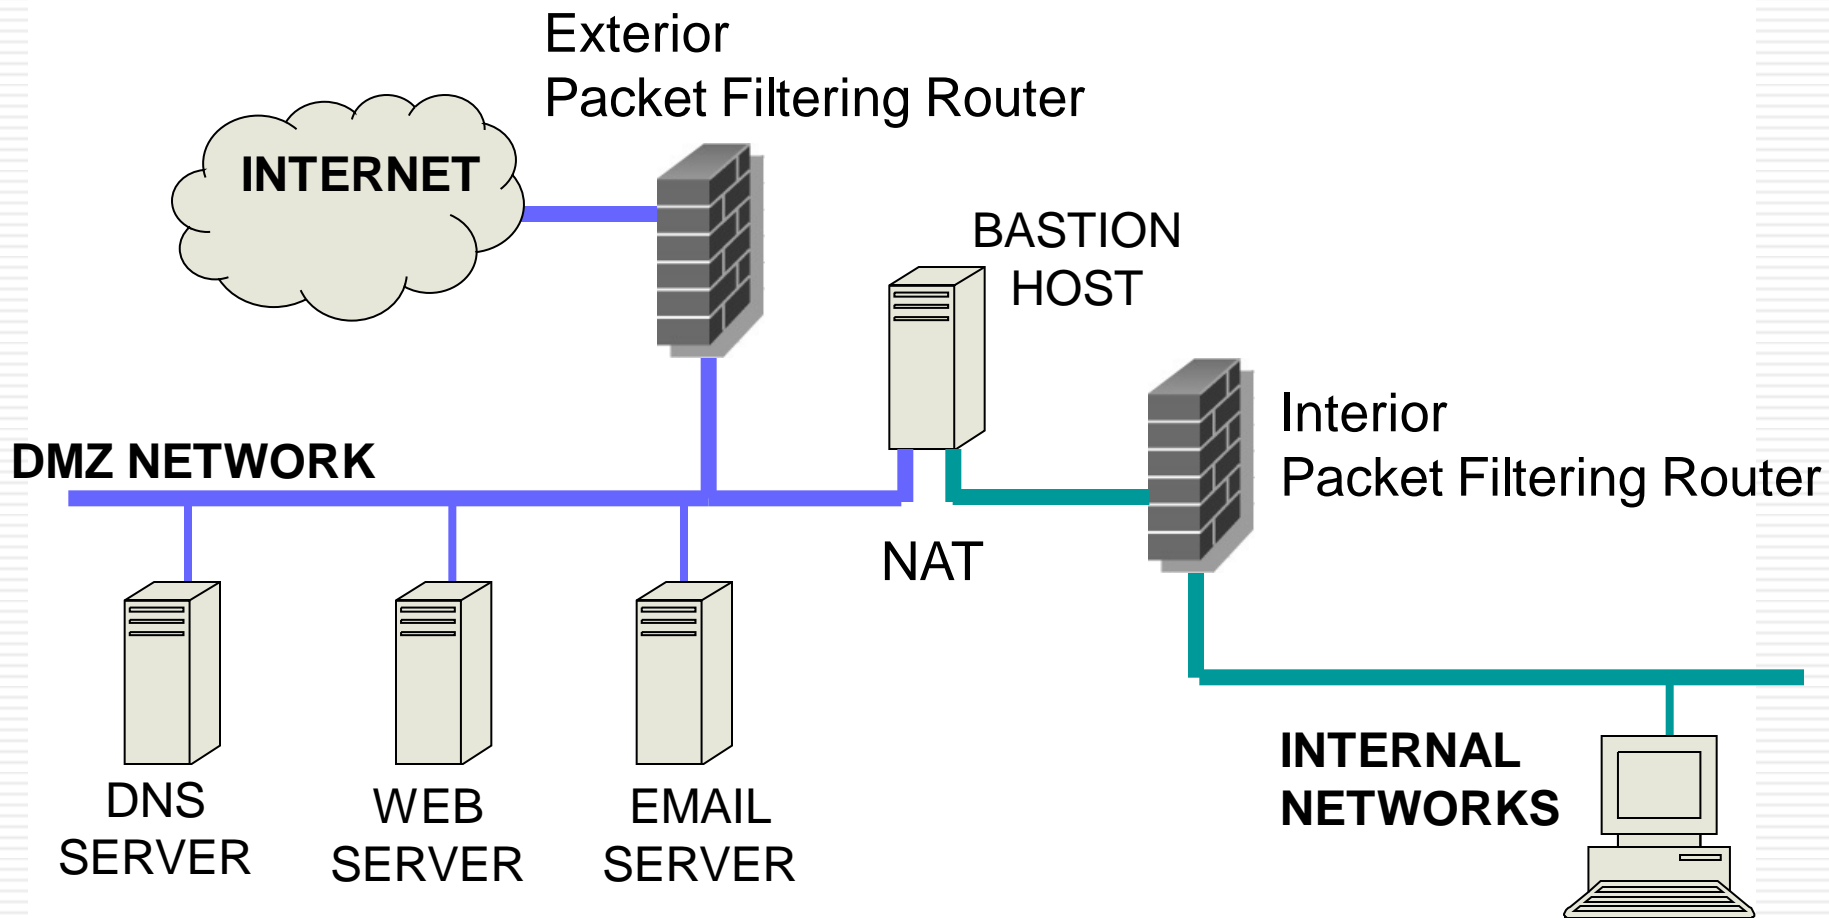 Exterior
Packet Filtering Router
INTERNET
BASTION
HOST
Interior
Packet Filtering Router
DMZ NETWORK
NAT
DNS
SERVER
WEB
SERVER
EMAIL
SERVER
INTERNAL
NETWORKS